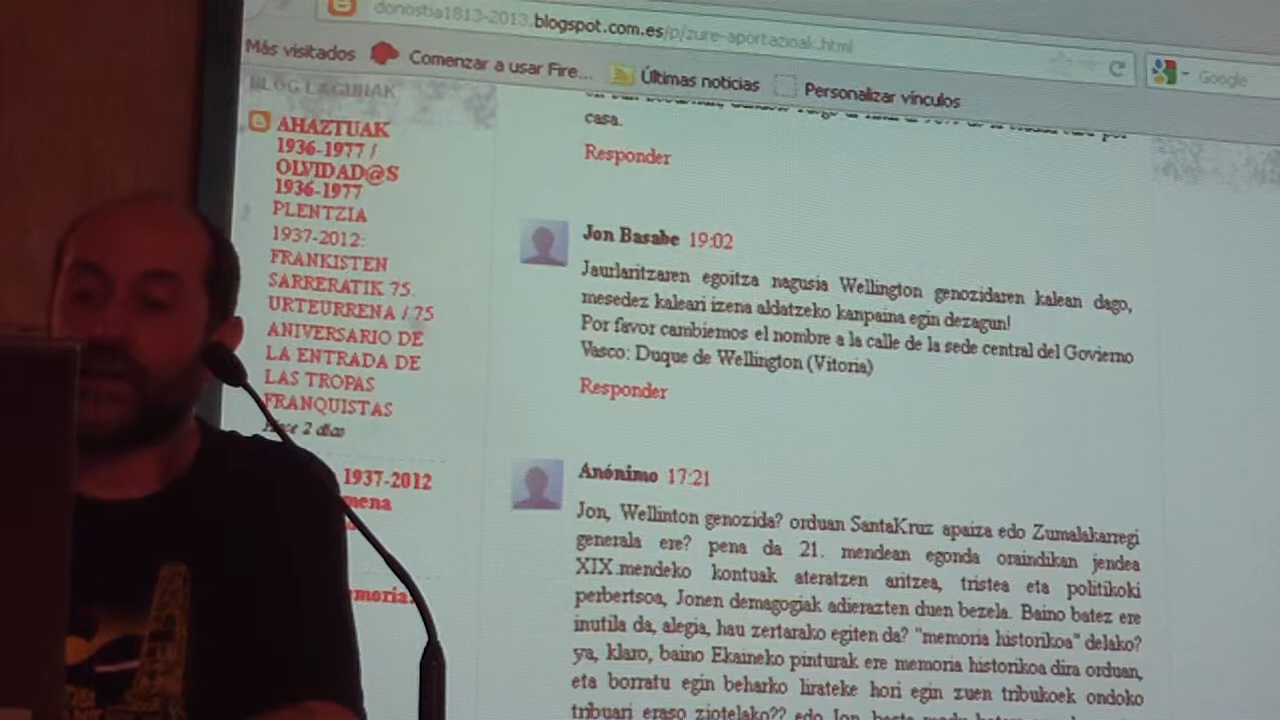 donostia1813-2013.blogspot.com.es/p/zure-aportazioak.html
Google
Más visitados
Comenzar a usar Fire...
Últimas noticias
Personalizar vínculos
BLOG LAGUNAK
AHAZTUAK
1936-1977 /
OLVIDAD@S
1936-1977
PLENTZIA
1937-2012:
FRANKISTEN
SARRERATIK 75.
URTEURRENA / 75
ANIVERSARIO DE
LA ENTRADA DE
LAS TROPAS
FRANQUISTAS
Hace 2 días
1937-2012
casa.
Responder
Jon Basabe 19:02
Jaurlaritzaren egoitza nagusia Wellington genozidaren kalean dago,
mesedez kaleari izena aldatzeko kanpaina egin dezagun!
Por favor cambiemos el nombre a la calle de la sede central del Govierno
Vasco: Duque de Wellington (Vitoria)
Responder
Anónimo 17:21
Jon, Wellinton genozida? orduan SantaKruz apaiza edo Zumalakarregi
generala ere? pena da 21. mendean egonda oraindikan jendea
XIX.mendeko kontuak ateratzen aritzea, tristea eta politikoki
perbertsoa, Jonen demagogiak adierazten duen bezela. Baino batez ere
inutila da, alegia, hau zertarako egiten da? "memoria historikoa" delako?
ya, klaro, baino Ekaineko pinturak ere memoria historikoa dira orduan,
eta borratu egin beharko lirateke hori egin zuen tribukoek ondoko
tribuari eraso ziotelako?? edo Jon